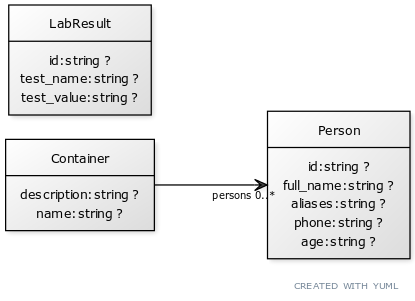 LabResult
id:string ?
test_name:string ?
test_value:string ?
Container
description:string ?
name:string ?
persons 0..*
Person
id:string ?
full_name:string ?
aliases:string ?
phone:string ?
age:string ?
CREATED WITH YUML